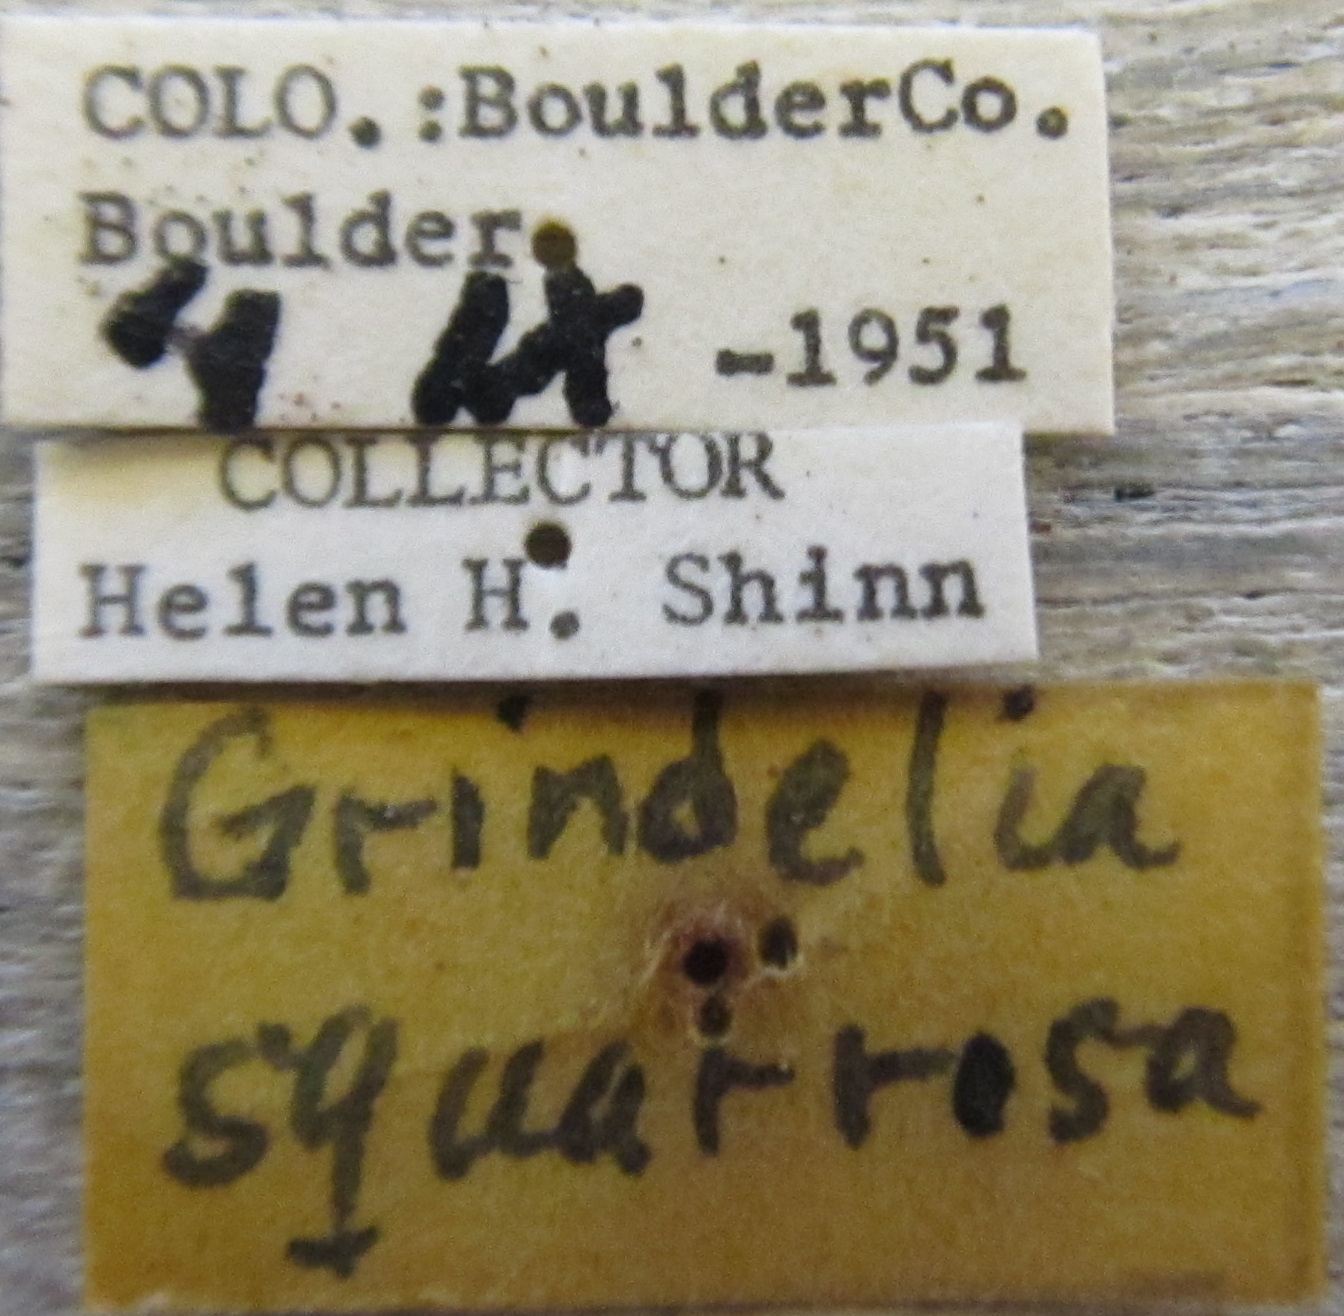 COLO.:BoulderCo.
Boulder
-1951
COLLECTOR
Helen H. Shinn
Grindelia
squarrosa